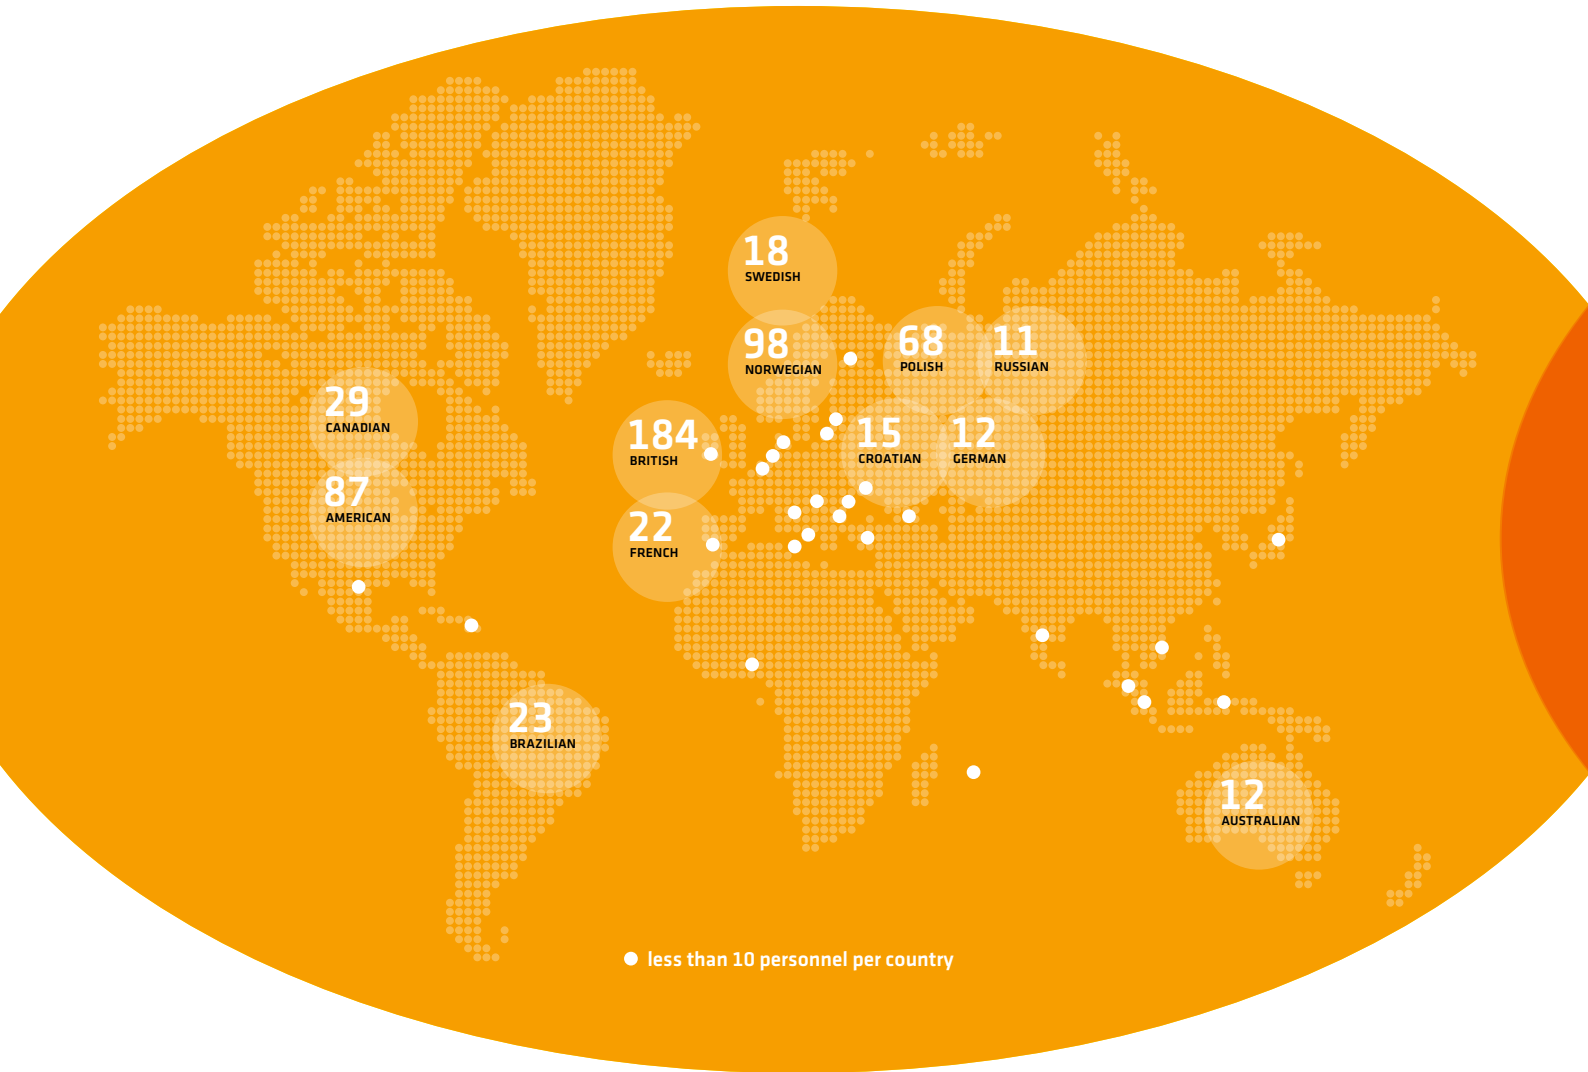 18
SWEDISH
98
NORWEGIAN
68
POLISH
11
RUSSIAN
29
CANADIAN
184
BRITISH
15
CROATIAN
12
GERMAN
87
AMERICAN
22
FRENCH
23
BRAZILIAN
12
AUSTRALIAN
less than 10 personnel per country